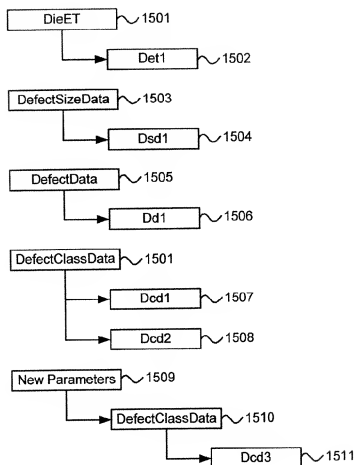 DieET 1501
Det1 1502
DefectSizeData 1503
Dsd1 1504
DefectData 1505
Dd1 1506
DefectClassData 1501
Dcd1 1507
Dcd2 1508
New Parameters 1509
DefectClassData 1510
Dcd3 1511